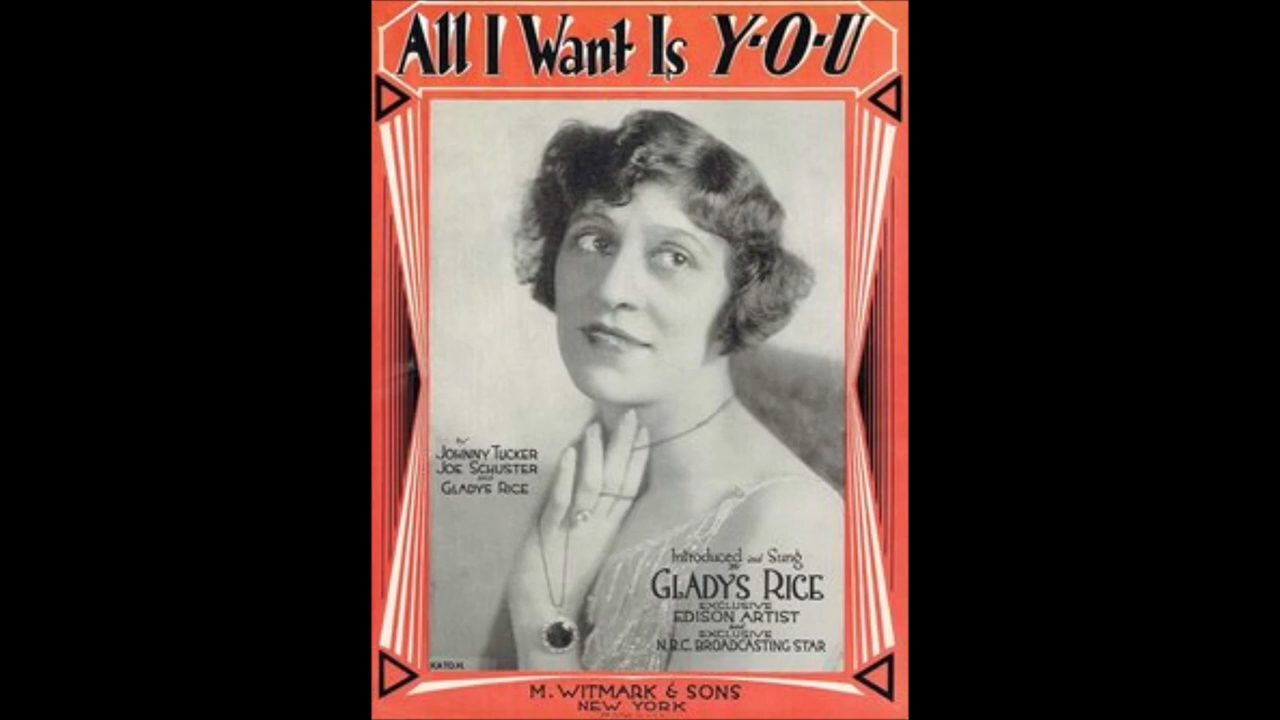 All I Want Is Y-O-U
by
JOHNNY TUCKER
JOE SCHUSTER
and
GLADYS RICE
Introduced and Sung
by
GLADYS RICE
EXCLUSIVE
EDISON ARTIST
and
EXCLUSIVE
N.B.C. BROADCASTING STAR
M. WITMARK & SONS
NEW YORK